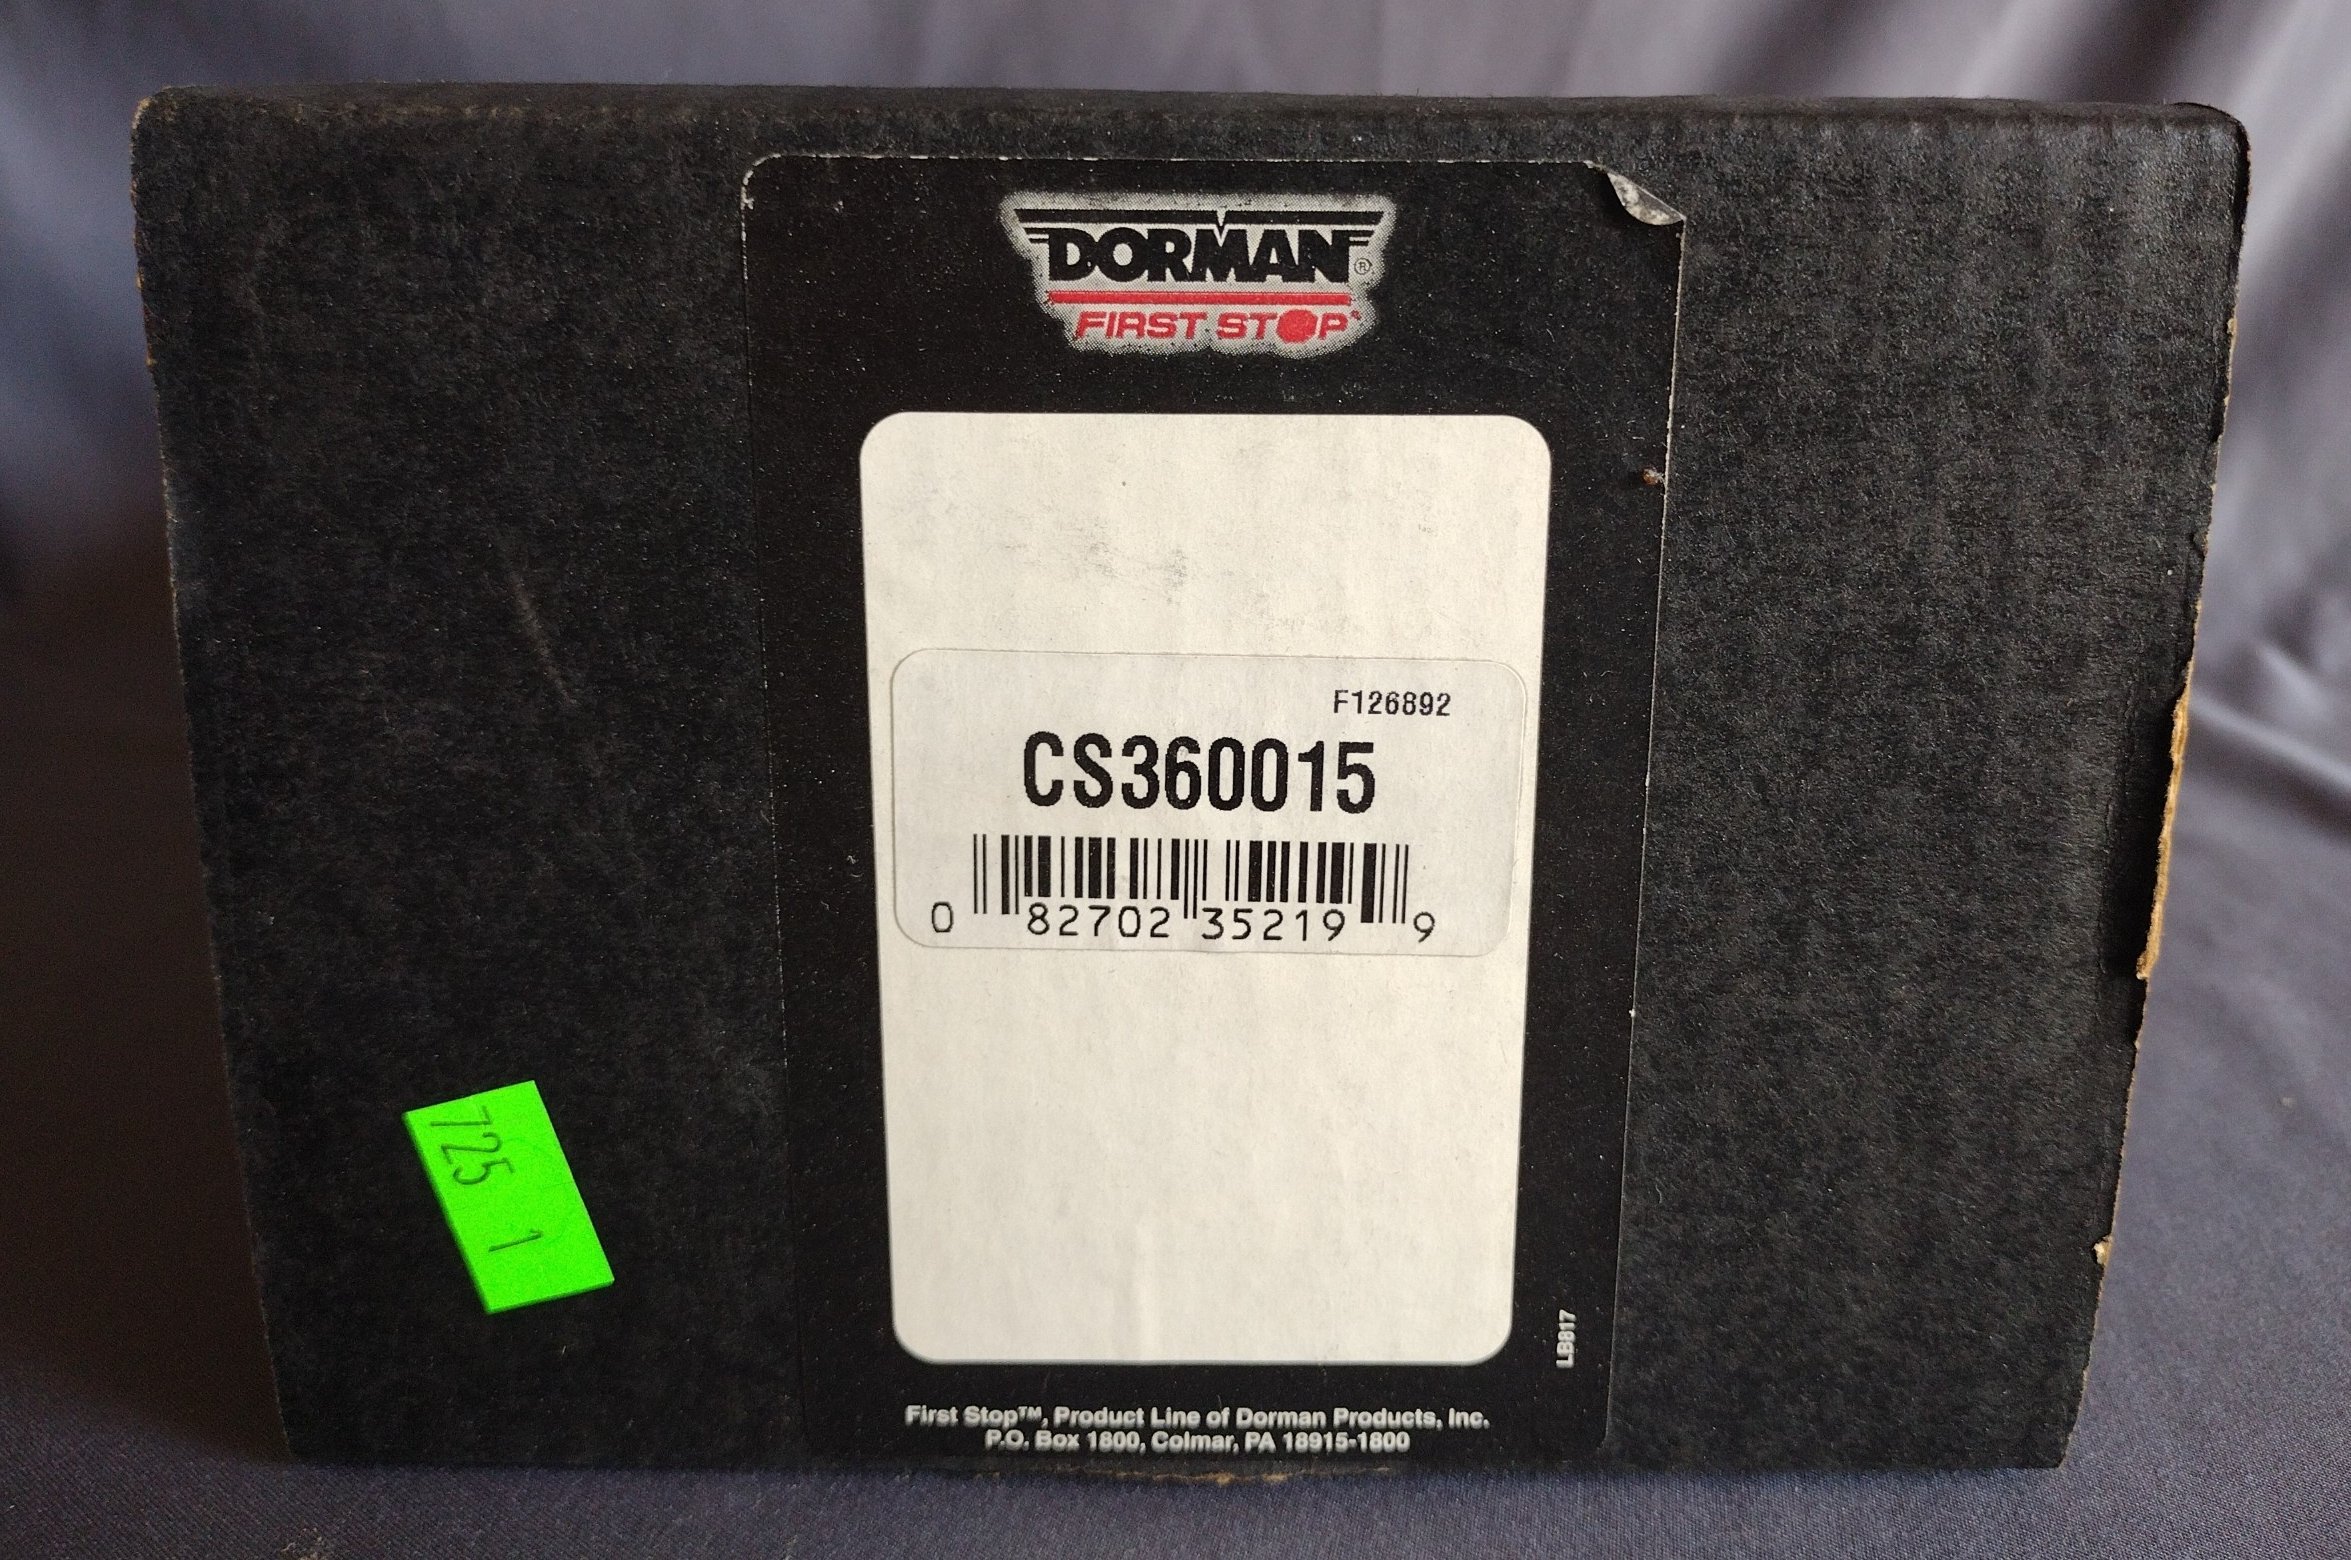 DORMAN®
FIRST STOP®
F126892
CS360015
0 82702 35219 9
725 1
LB817
First Stop™, Product Line of Dorman Products, Inc.
P.O. Box 1800, Colmar, PA 18915-1800